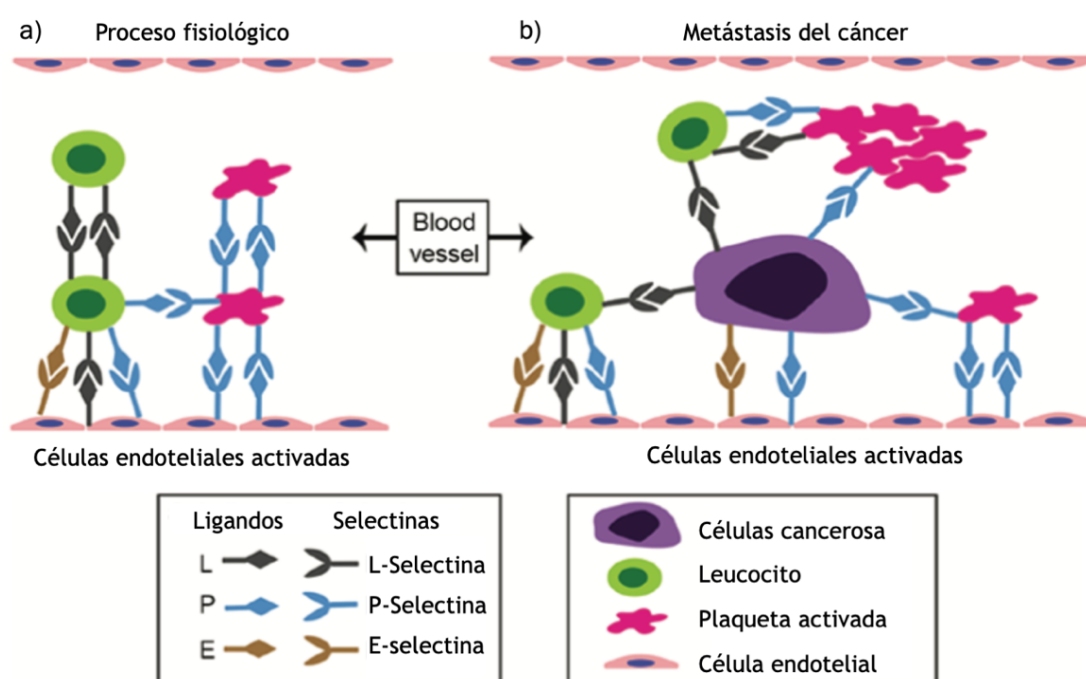 a) Proceso fisiológico
b) Metástasis del cáncer
Blood
vessel
Células endoteliales activadas
Células endoteliales activadas
Ligandos Selectinas
L L-Selectina
P P-Selectina
E E-selectina
Células cancerosa
Leucocito
Plaqueta activada
Célula endotelial